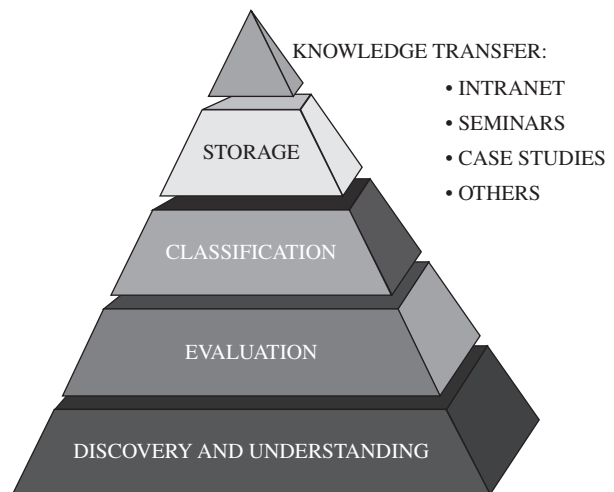 KNOWLEDGE TRANSFER:
• INTRANET
• SEMINARS
• CASE STUDIES
• OTHERS
STORAGE
CLASSIFICATION
EVALUATION
DISCOVERY AND UNDERSTANDING